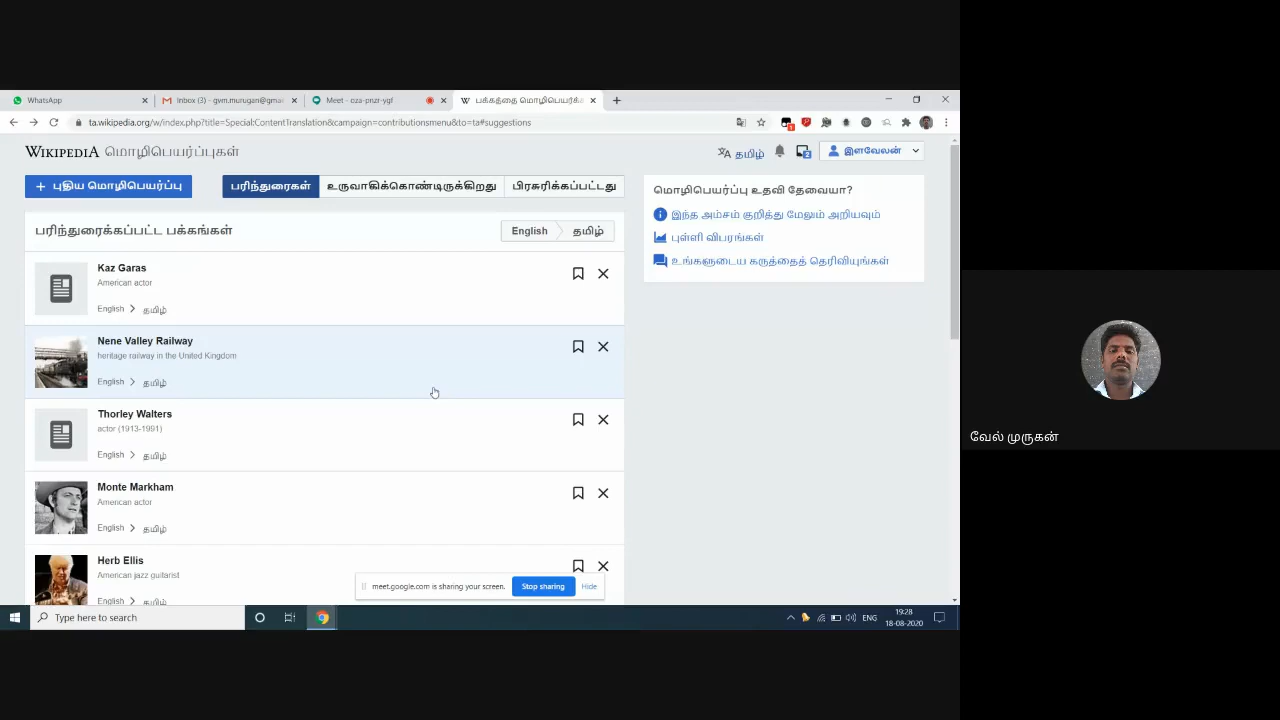 WhatsApp
Inbox (3) - gvm.murugan@gmai
Meet - oza-pnzr-ygf
பக்கத்தை மொழிபெயர்க்க
ta.wikipedia.org/w/index.php?title=Special:ContentTranslation&campaign=contributionsmenu&to=ta#suggestions
WIKIPEDIA மொழிபெயர்ப்புகள்
தமிழ்
2
இளவேலன்
+ புதிய மொழிபெயர்ப்பு
பரிந்துரைகள்
உருவாகிக்கொண்டிருக்கிறது
பிரசுரிக்கப்பட்டது
மொழிபெயர்ப்பு உதவி தேவையா?
இந்த அம்சம் குறித்து மேலும் அறியவும்
புள்ளி விபரங்கள்
உங்களுடைய கருத்தைத் தெரிவியுங்கள்
பரிந்துரைக்கப்பட்ட பக்கங்கள்
English
தமிழ்
Kaz Garas
American actor
English > தமிழ்
Nene Valley Railway
heritage railway in the United Kingdom
English > தமிழ்
Thorley Walters
actor (1913-1991)
English > தமிழ்
Monte Markham
American actor
English > தமிழ்
Herb Ellis
American jazz guitarist
English > தமிழ்
meet.google.com is sharing your screen.
Stop sharing
Hide
Type here to search
ENG
19:28
18-08-2020
வேல் முருகன்